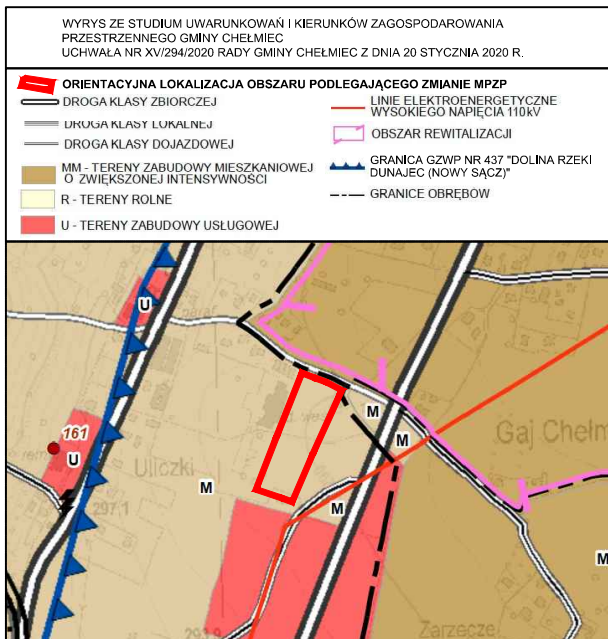 WYRYS ZE STUDIUM UWARUNKOWAŃ I KIERUNKÓW ZAGOSPODAROWANIA
PRZESTRZENNEGO GMINY CHEŁMIEC
UCHWAŁA NR XV/294/2020 RADY GMINY CHEŁMIEC Z DNIA 20 STYCZNIA 2020 R.
ORIENTACYJNA LOKALIZACJA OBSZARU PODLEGAJĄCEGO ZMIANIE MPZP
DROGA KLASY ZBIORCZEJ
DROGA KLASY LOKALNEJ
DROGA KLASY DOJAZDOWEJ
MM - TERENY ZABUDOWY MIESZKANIOWEJ
O ZWIĘKSZONEJ INTENSYWNOŚCI
R - TERENY ROLNE
U - TERENY ZABUDOWY USŁUGOWEJ
LINIE ELEKTROENERGETYCZNE
WYSOKIEGO NAPIĘCIA 110kV
OBSZAR REWITALIZACJI
GRANICA GZWP NR 437 "DOLINA RZEKI
DUNAJEC (NOWY SĄCZ)"
GRANICE OBRĘBÓW
U
161
U
Uliczki
M
297,1
M
M
M
Gaj Chełm
M
Zarzecze